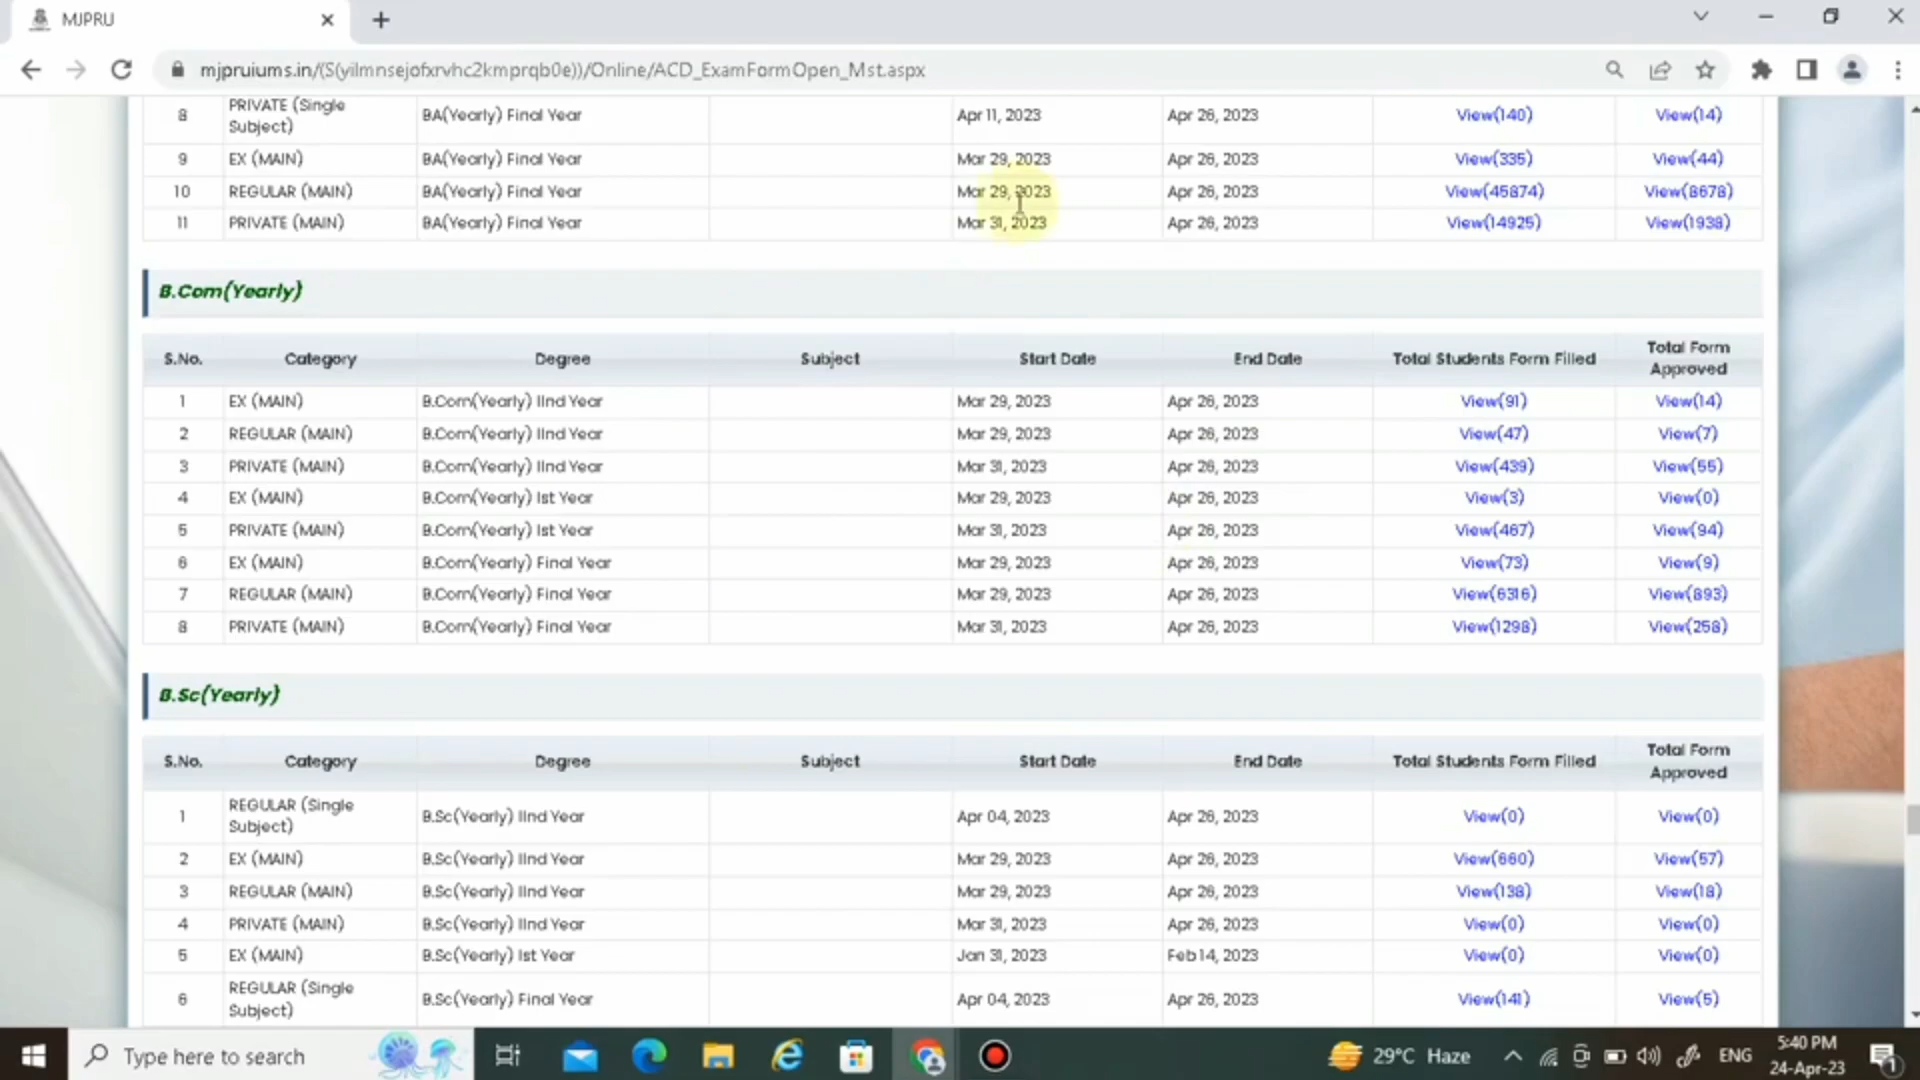 MJPRU
mjpruiums.in/(S(yilmnsejofxrvhc2kmprqb0e))/Online/ACD_ExamFormOpen_Mst.aspx
8 PRIVATE (Single Subject) BA(Yearly) Final Year Apr 11, 2023 Apr 26, 2023 View(140) View(14)
9 EX (MAIN) BA(Yearly) Final Year Mar 29, 2023 Apr 26, 2023 View(335) View(44)
10 REGULAR (MAIN) BA(Yearly) Final Year Mar 29, 2023 Apr 26, 2023 View(45874) View(8678)
11 PRIVATE (MAIN) BA(Yearly) Final Year Mar 31, 2023 Apr 26, 2023 View(14925) View(1938)
B.Com(Yearly)
S.No. Category Degree Subject Start Date End Date Total Students Form Filled Total Form Approved
1 EX (MAIN) B.Com(Yearly) IInd Year Mar 29, 2023 Apr 26, 2023 View(91) View(14)
2 REGULAR (MAIN) B.Com(Yearly) IInd Year Mar 29, 2023 Apr 26, 2023 View(47) View(7)
3 PRIVATE (MAIN) B.Com(Yearly) IInd Year Mar 31, 2023 Apr 26, 2023 View(439) View(55)
4 EX (MAIN) B.Com(Yearly) Ist Year Mar 29, 2023 Apr 26, 2023 View(3) View(0)
5 PRIVATE (MAIN) B.Com(Yearly) Ist Year Mar 31, 2023 Apr 26, 2023 View(467) View(94)
6 EX (MAIN) B.Com(Yearly) Final Year Mar 29, 2023 Apr 26, 2023 View(73) View(9)
7 REGULAR (MAIN) B.Com(Yearly) Final Year Mar 29, 2023 Apr 26, 2023 View(6316) View(893)
8 PRIVATE (MAIN) B.Com(Yearly) Final Year Mar 31, 2023 Apr 26, 2023 View(1298) View(258)
B.Sc(Yearly)
S.No. Category Degree Subject Start Date End Date Total Students Form Filled Total Form Approved
1 REGULAR (Single Subject) B.Sc(Yearly) IInd Year Apr 04, 2023 Apr 26, 2023 View(0) View(0)
2 EX (MAIN) B.Sc(Yearly) IInd Year Mar 29, 2023 Apr 26, 2023 View(660) View(57)
3 REGULAR (MAIN) B.Sc(Yearly) IInd Year Mar 29, 2023 Apr 26, 2023 View(138) View(18)
4 PRIVATE (MAIN) B.Sc(Yearly) IInd Year Mar 31, 2023 Apr 26, 2023 View(0) View(0)
5 EX (MAIN) B.Sc(Yearly) Ist Year Jan 31, 2023 Feb 14, 2023 View(0) View(0)
6 REGULAR (Single Subject) B.Sc(Yearly) Final Year Apr 04, 2023 Apr 26, 2023 View(141) View(5)
Type here to search 29°C Haze ENG 5:40 PM
24-Apr-23 1